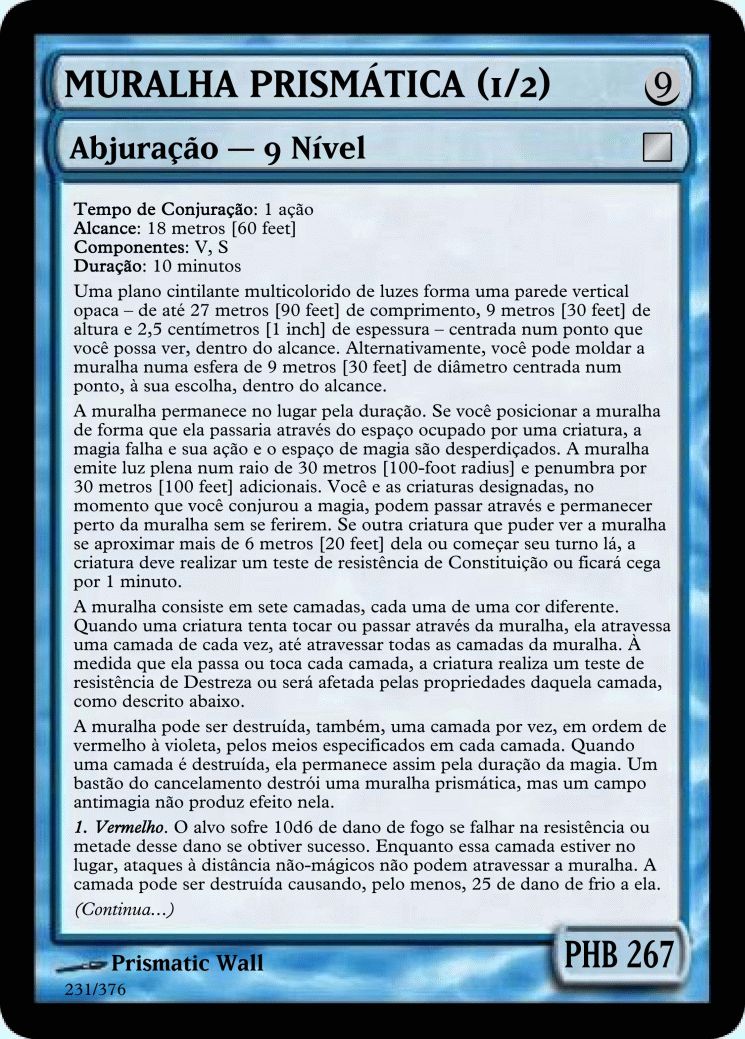 MURALHA PRISMÁTICA (1/2)
9
Abjuração — 9 Nível
Tempo de Conjuração: 1 ação
Alcance: 18 metros [60 feet]
Componentes: V, S
Duração: 10 minutos
Uma plano cintilante multicolorido de luzes forma uma parede vertical
opaca – de até 27 metros [90 feet] de comprimento, 9 metros [30 feet] de
altura e 2,5 centímetros [1 inch] de espessura – centrada num ponto que
você possa ver, dentro do alcance. Alternativamente, você pode moldar a
muralha numa esfera de 9 metros [30 feet] de diâmetro centrada num
ponto, à sua escolha, dentro do alcance.
A muralha permanece no lugar pela duração. Se você posicionar a muralha
de forma que ela passaria através do espaço ocupado por uma criatura, a
magia falha e sua ação e o espaço de magia são desperdiçados. A muralha
emite luz plena num raio de 30 metros [100-foot radius] e penumbra por
30 metros [100 feet] adicionais. Você e as criaturas designadas, no
momento que você conjurou a magia, podem passar através e permanecer
perto da muralha sem se ferirem. Se outra criatura que puder ver a muralha
se aproximar mais de 6 metros [20 feet] dela ou começar seu turno lá, a
criatura deve realizar um teste de resistência de Constituição ou ficará cega
por 1 minuto.
A muralha consiste em sete camadas, cada uma de uma cor diferente.
Quando uma criatura tenta tocar ou passar através da muralha, ela atravessa
uma camada de cada vez, até atravessar todas as camadas da muralha. À
medida que ela passa ou toca cada camada, a criatura realiza um teste de
resistência de Destreza ou será afetada pelas propriedades daquela camada,
como descrito abaixo.
A muralha pode ser destruída, também, uma camada por vez, em ordem de
vermelho à violeta, pelos meios especificados em cada camada. Quando
uma camada é destruída, ela permanece assim pela duração da magia. Um
bastão do cancelamento destrói uma muralha prismática, mas um campo
antimagia não produz efeito nela.
1. Vermelho. O alvo sofre 10d6 de dano de fogo se falhar na resistência ou
metade desse dano se obtiver sucesso. Enquanto essa camada estiver no
lugar, ataques à distância não-mágicos não podem atravessar a muralha. A
camada pode ser destruída causando, pelo menos, 25 de dano de frio a ela.
(Continua...)
Prismatic Wall
PHB 267
231/376